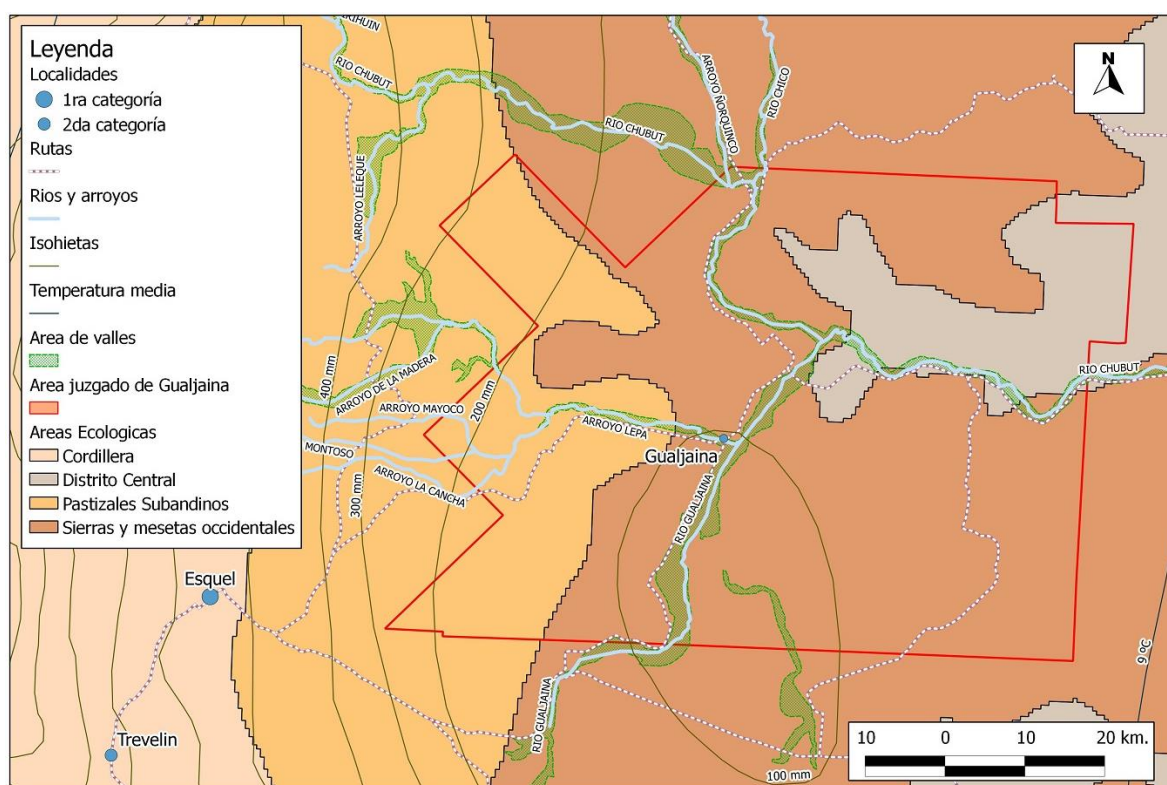 Leyenda
Localidades
1ra categoría
2da categoría
Rutas
Rios y arroyos
Isohietas
Temperatura media
Area de valles
Area juzgado de Gualjaina
Areas Ecologicas
Cordillera
Distrito Central
Pastizales Subandinos
Sierras y mesetas occidentales
RIO CHUBUT
ARROYO LELEQUE
RIO CHUBUT
ARROYO ÑORQUINCO
RIO CHICO
N
400 mm
ARROYO DE LA MADERA
200 mm
ARROYO MAYOCO
MONTOSO
ARROYO LA CANCHA
300 mm
ARROYO LEPA
Gualjaina
RIO GUALJAINA
RIO CHUBUT
Esquel
Trevelin
RIO GUALJAINA
100 mm
9 ºC
10 0 10 20 km.